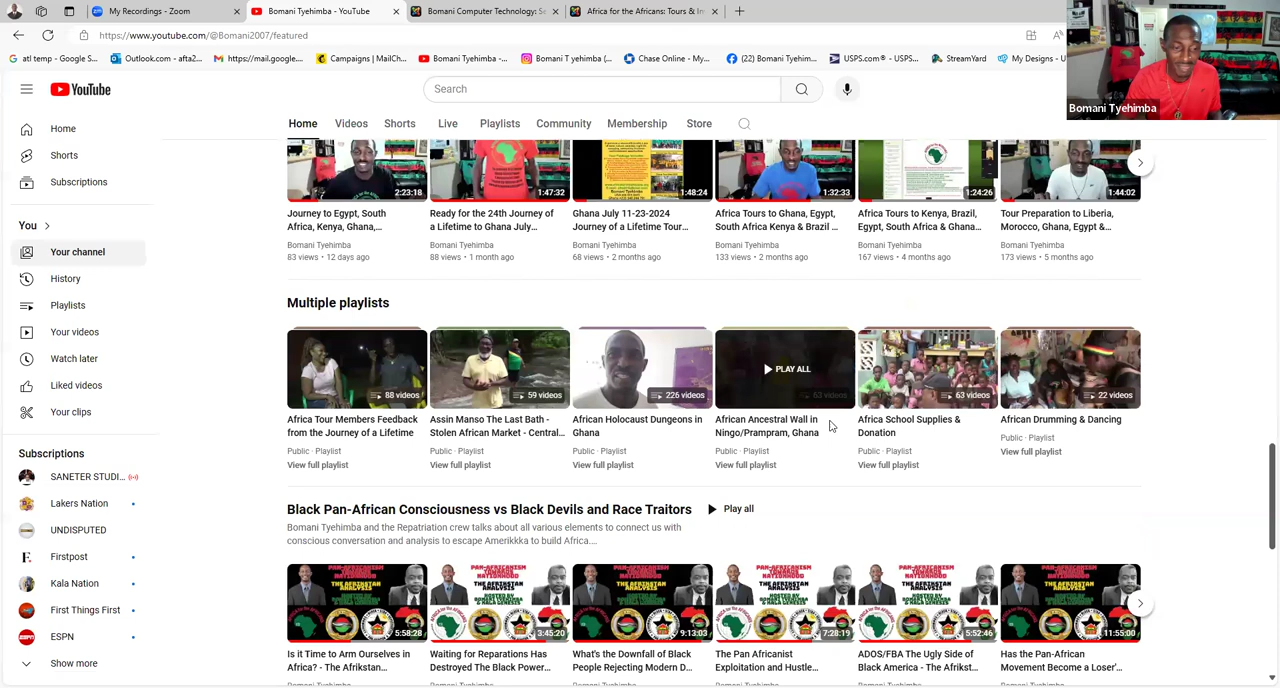 My Recordings - Zoom
Bomani Tyehimba - YouTube
Bomani Computer Technology: Se
Africa for the Africans: Tours & In
https://www.youtube.com/@Bomani2007/featured
atl temp - Google S...
Outlook.com - afta2...
https://mail.google....
Campaigns | MailCh...
Bomani Tyehimba -...
Bomani T yehimba (...
Chase Online - My...
(22) Bomani Tyehim...
USPS.com® - USPS...
StreamYard
My Designs - U
Bomani Tyehimba
YouTube
Search
Home
Videos
Shorts
Live
Playlists
Community
Membership
Store
Home
Shorts
Subscriptions
You
Your channel
History
Playlists
Your videos
Watch later
Liked videos
Your clips
Subscriptions
SANETER STUDI...
Lakers Nation
UNDISPUTED
Firstpost
Kala Nation
First Things First
ESPN
Show more
2:23:18
1:47:32
1:48:24
1:32:33
1:24:26
1:44:02
Journey to Egypt, South
Africa, Kenya, Ghana,...
Bomani Tyehimba
83 views • 12 days ago
Ready for the 24th Journey of
a Lifetime to Ghana July...
Bomani Tyehimba
88 views • 1 month ago
Ghana July 11-23-2024
Journey of a Lifetime Tour...
Bomani Tyehimba
68 views • 2 months ago
Africa Tours to Ghana, Egypt,
South Africa Kenya & Brazil ...
Bomani Tyehimba
133 views • 2 months ago
Africa Tours to Kenya, Brazil,
Egypt, South Africa & Ghana...
Bomani Tyehimba
167 views • 4 months ago
Tour Preparation to Liberia,
Morocco, Ghana, Egypt &...
Bomani Tyehimba
173 views • 5 months ago
Multiple playlists
88 videos
59 videos
226 videos
PLAY ALL
63 videos
63 videos
22 videos
Africa Tour Members Feedback
from the Journey of a Lifetime
Public · Playlist
View full playlist
Assin Manso The Last Bath -
Stolen African Market - Central...
Public · Playlist
View full playlist
African Holocaust Dungeons in
Ghana
Public · Playlist
View full playlist
African Ancestral Wall in
Ningo/Prampram, Ghana
Public · Playlist
View full playlist
Africa School Supplies &
Donation
Public · Playlist
View full playlist
African Drumming & Dancing
Public · Playlist
View full playlist
Black Pan-African Consciousness vs Black Devils and Race Traitors
Play all
Bomani Tyehimba and the Repatriation crew talks about all various elements to connect us with
conscious conversation and analysis to escape Amerikkka to build Africa....
PAN-AFRICANISM
TOWARDS
NATIONHOOD
THE AFRIKSTAN
ANALYSIS
5:58:28
3:45:20
9:13:03
7:28:19
5:52:46
11:55:00
Is it Time to Arm Ourselves in
Africa? - The Afrikstan...
Waiting for Reparations Has
Destroyed The Black Power...
What's the Downfall of Black
People Rejecting Modern D...
The Pan Africanist
Exploitation and Hustle...
ADOS/FBA The Ugly Side of
Black America - The Afrikst...
Has the Pan-African
Movement Become a Loser'...